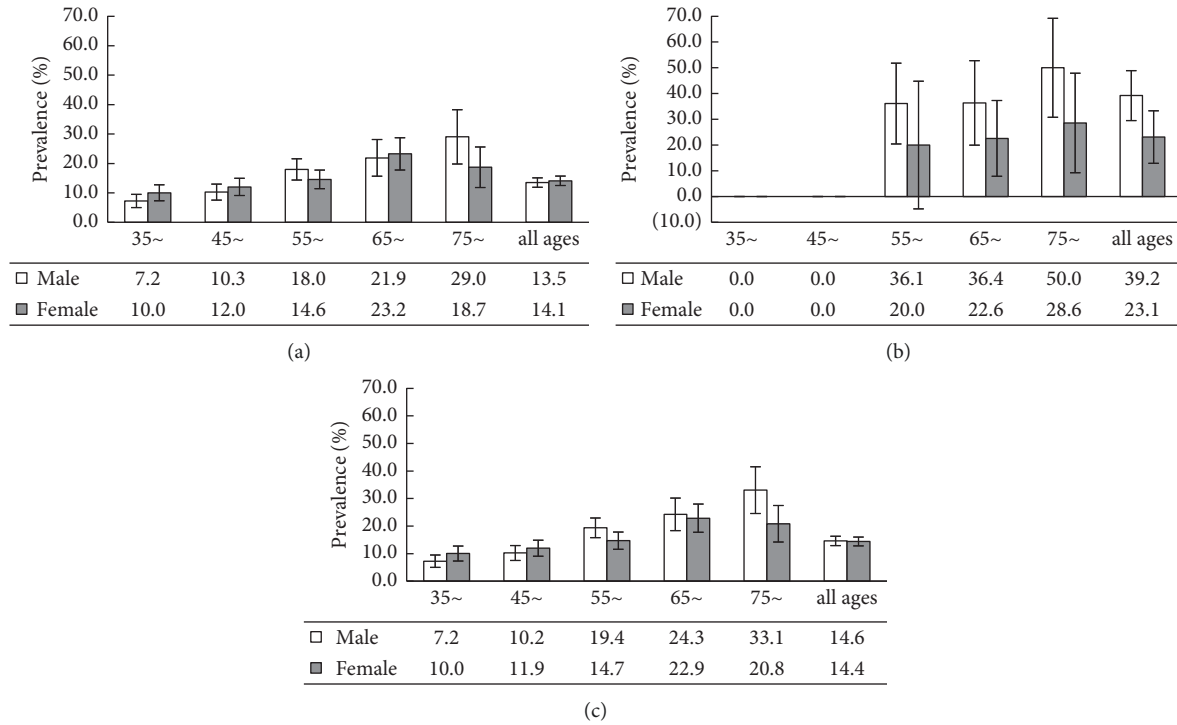 70.0
60.0
50.0
40.0
30.0
20.0
10.0
0.0
Prevalence (%)
35~ 45~ 55~ 65~ 75~ all ages
Male 7.2 10.3 18.0 21.9 29.0 13.5
Female 10.0 12.0 14.6 23.2 18.7 14.1
(a)
70.0
60.0
50.0
40.0
30.0
20.0
10.0
0.0
(10.0)
Prevalence (%)
35~ 45~ 55~ 65~ 75~ all ages
Male 0.0 0.0 36.1 36.4 50.0 39.2
Female 0.0 0.0 20.0 22.6 28.6 23.1
(b)
70.0
60.0
50.0
40.0
30.0
20.0
10.0
0.0
Prevalence (%)
35~ 45~ 55~ 65~ 75~ all ages
Male 7.2 10.2 19.4 24.3 33.1 14.6
Female 10.0 11.9 14.7 22.9 20.8 14.4
(c)